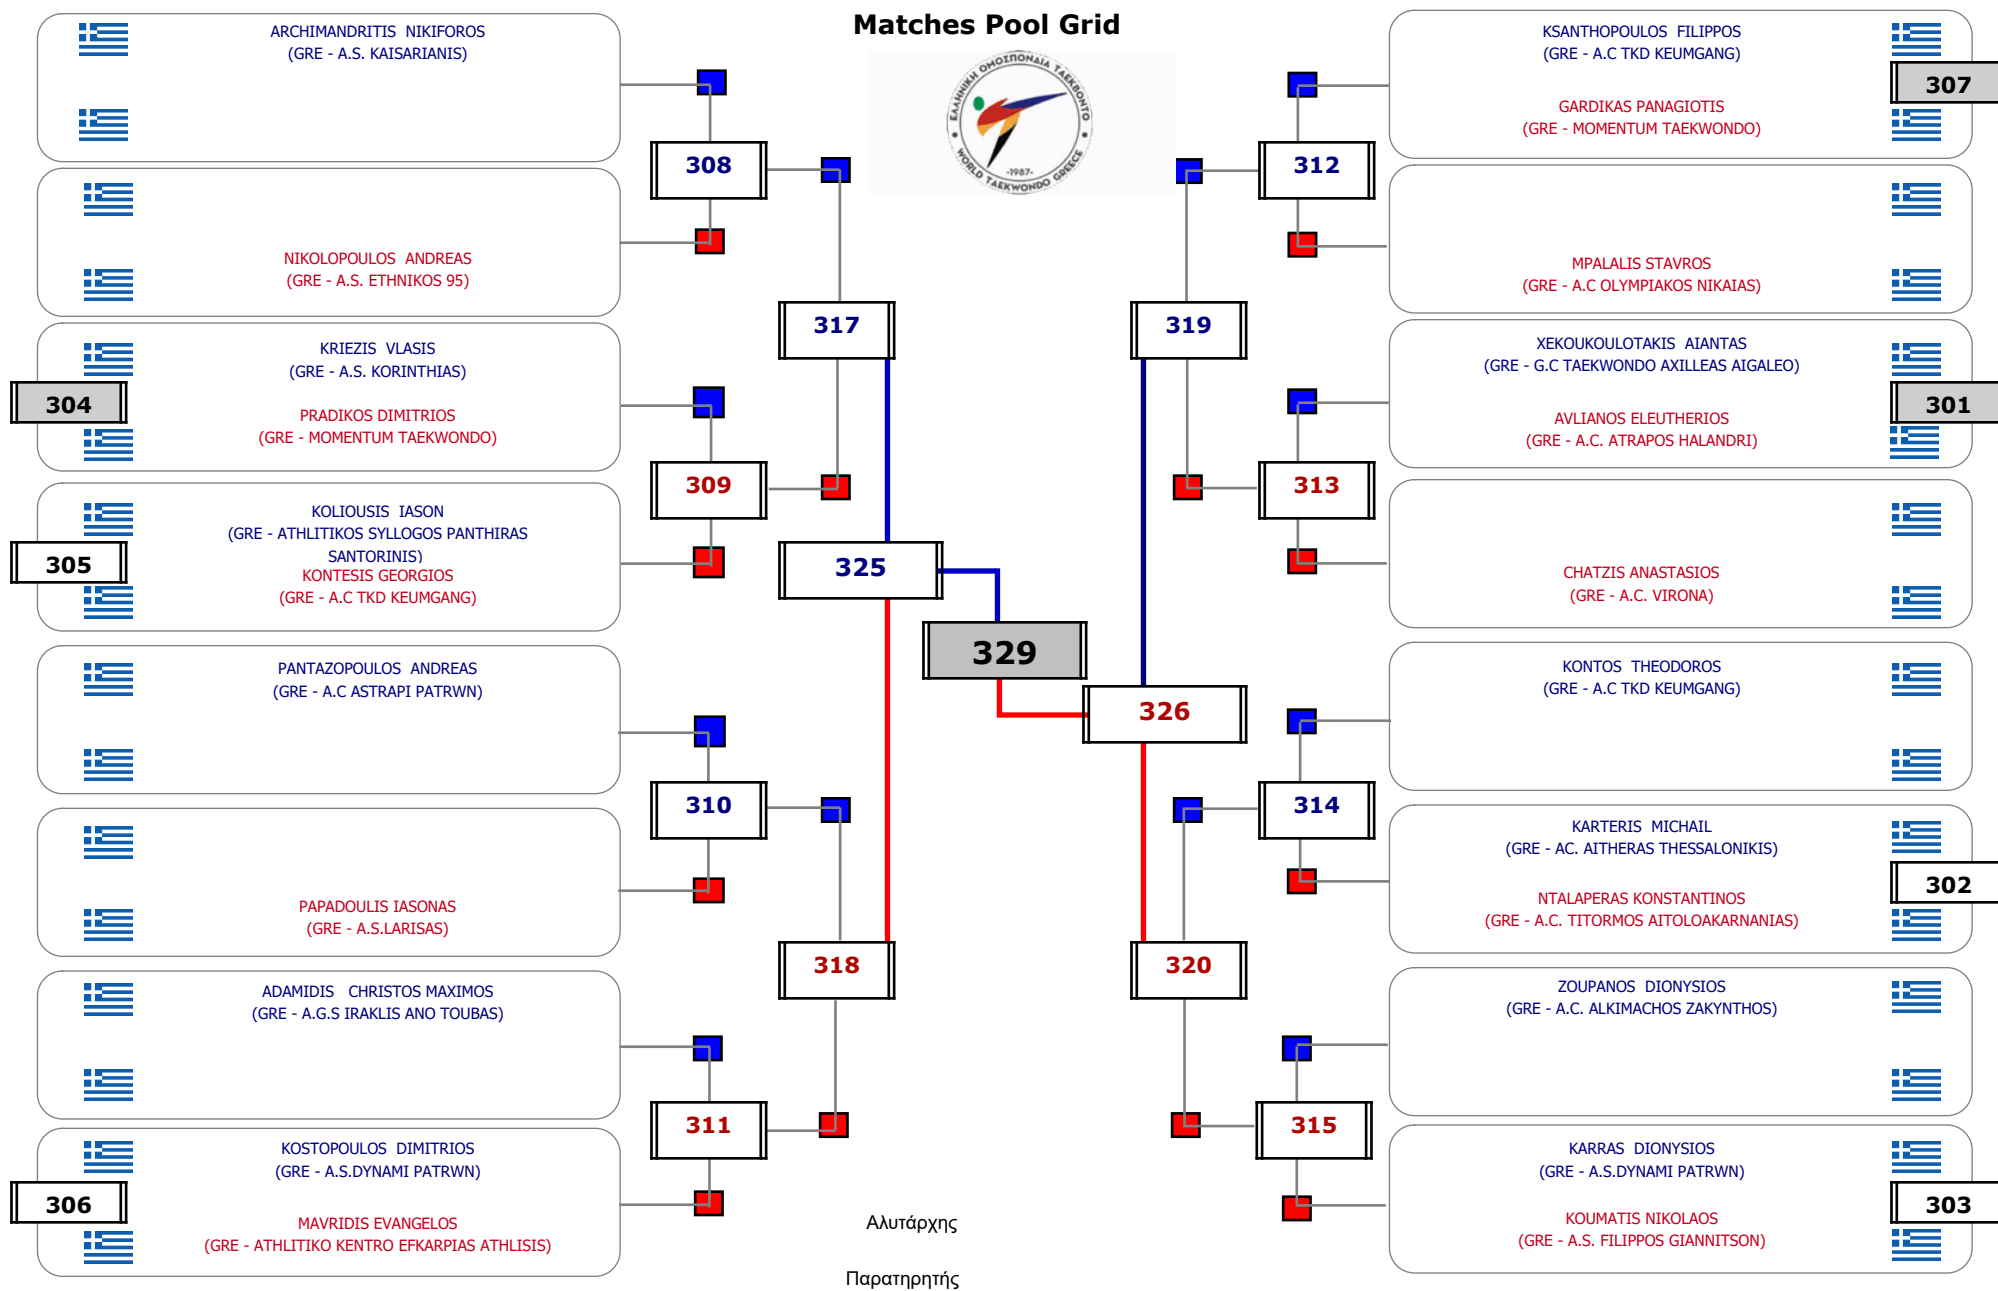 Matches Pool Grid
ΕΛΛΗΝΙΚΗ ΟΜΟΣΠΟΝΔΙΑ ΤΑΕΚΒΟΝΤΟ
-1987-
WORLD TAEKWONDO GREECE
ARCHIMANDRITIS NIKIFOROS
(GRE - A.S. KAISARIANIS)
308
NIKOLOPOULOS ANDREAS
(GRE - A.S. ETHNIKOS 95)
317
KRIEZIS VLASIS
(GRE - A.S. KORINTHIAS)
304
PRADIKOS DIMITRIOS
(GRE - MOMENTUM TAEKWONDO)
309
KOLIOUSIS IASON
(GRE - ATHLITIKOS SYLLOGOS PANTHIRAS
SANTORINIS)
305
KONTESIS GEORGIOS
(GRE - A.C TKD KEUMGANG)
325
PANTAZOPOULOS ANDREAS
(GRE - A.C ASTRAPI PATRWN)
310
PAPADOULIS IASONAS
(GRE - A.S.LARISAS)
318
ADAMIDIS CHRISTOS MAXIMOS
(GRE - A.G.S IRAKLIS ANO TOUBAS)
311
KOSTOPOULOS DIMITRIOS
(GRE - A.S.DYNAMI PATRWN)
306
MAVRIDIS EVANGELOS
(GRE - ATHLITIKO KENTRO EFKARPIAS ATHLISIS)
329
KSANTHOPOULOS FILIPPOS
(GRE - A.C TKD KEUMGANG)
307
GARDIKAS PANAGIOTIS
(GRE - MOMENTUM TAEKWONDO)
312
MPALALIS STAVROS
(GRE - A.C OLYMPIAKOS NIKAIAS)
319
XEKOUKOULOTAKIS AIANTAS
(GRE - G.C TAEKWONDO AXILLEAS AIGALEO)
301
AVLIANOS ELEUTHERIOS
(GRE - A.C. ATRAPOS HALANDRI)
313
CHATZIS ANASTASIOS
(GRE - A.C. VIRONA)
326
KONTOS THEODOROS
(GRE - A.C TKD KEUMGANG)
314
KARTERIS MICHAIL
(GRE - AC. AITHERAS THESSALONIKIS)
302
NTALAPERAS KONSTANTINOS
(GRE - A.C. TITORMOS AITOLOAKARNANIAS)
320
ZOUPANOS DIONYSIOS
(GRE - A.C. ALKIMACHOS ZAKYNTHOS)
315
KARRAS DIONYSIOS
(GRE - A.S.DYNAMI PATRWN)
303
KOUMATIS NIKOLAOS
(GRE - A.S. FILIPPOS GIANNITSON)
Αλυτάρχης
Παρατηρητής